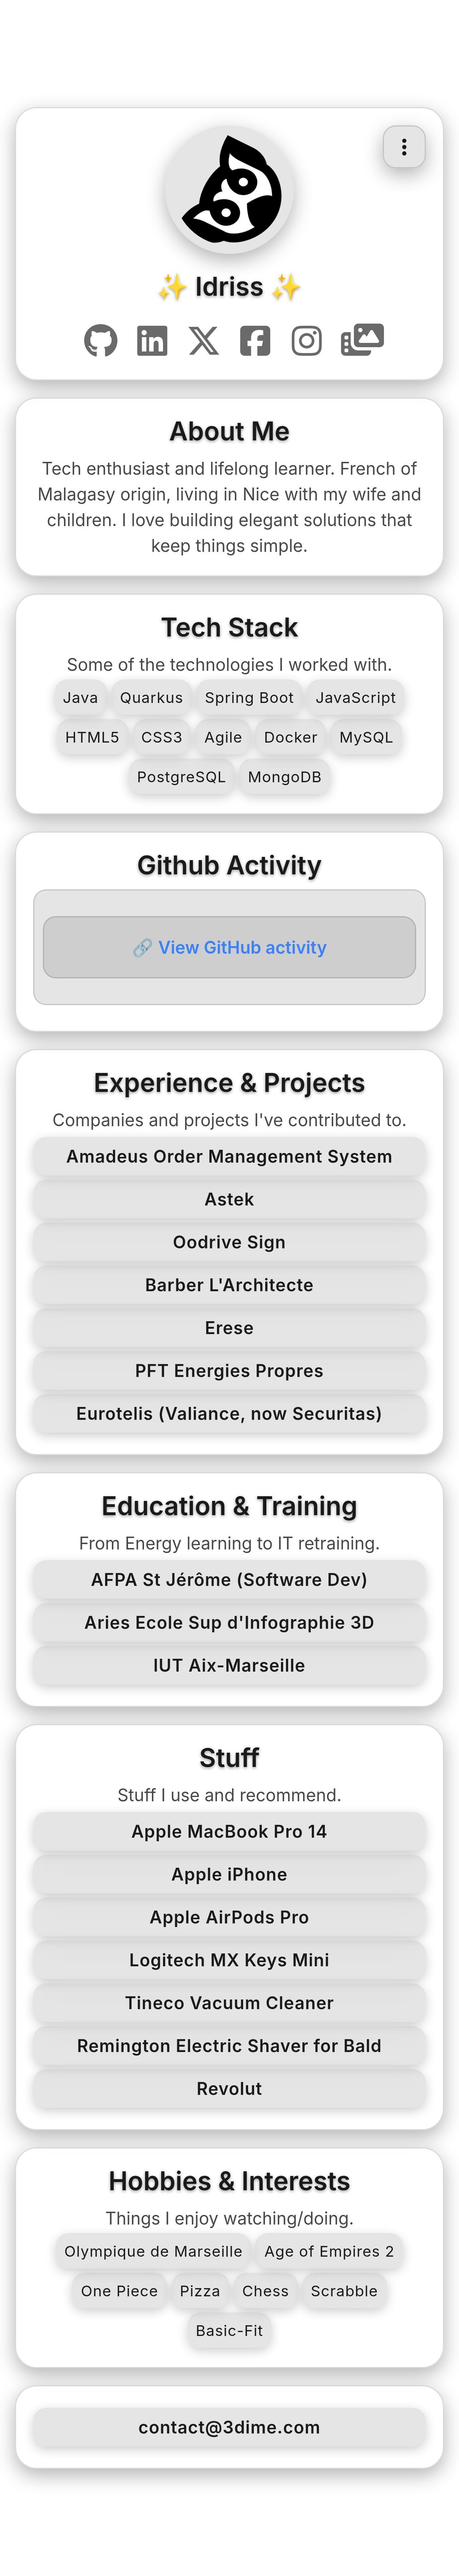 ✨ Idriss ✨
About Me
Tech enthusiast and lifelong learner. French of
Malagasy origin, living in Nice with my wife and
children. I love building elegant solutions that
keep things simple.
Tech Stack
Some of the technologies I worked with.
Java Quarkus Spring Boot JavaScript
HTML5 CSS3 Agile Docker MySQL
PostgreSQL MongoDB
Github Activity
🔗 View GitHub activity
Experience & Projects
Companies and projects I've contributed to.
Amadeus Order Management System
Astek
Oodrive Sign
Barber L'Architecte
Erese
PFT Energies Propres
Eurotelis (Valiance, now Securitas)
Education & Training
From Energy learning to IT retraining.
AFPA St Jérôme (Software Dev)
Aries Ecole Sup d'Infographie 3D
IUT Aix-Marseille
Stuff
Stuff I use and recommend.
Apple MacBook Pro 14
Apple iPhone
Apple AirPods Pro
Logitech MX Keys Mini
Tineco Vacuum Cleaner
Remington Electric Shaver for Bald
Revolut
Hobbies & Interests
Things I enjoy watching/doing.
Olympique de Marseille Age of Empires 2
One Piece Pizza Chess Scrabble
Basic-Fit
contact@3dime.com